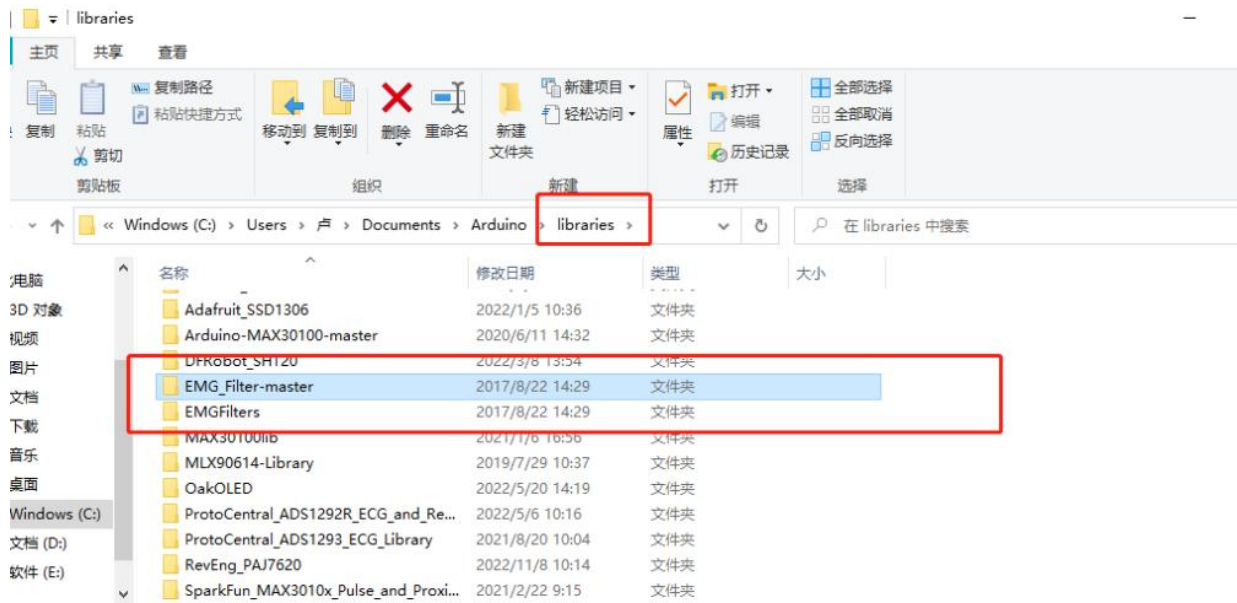 libraries
主页 共享 查看
复制 粘贴 复制路径 粘贴快捷方式 剪切
移动到 复制到 删除 重命名
新建文件夹 新建项目 轻松访问
属性 打开 编辑 历史记录
全部选择 全部取消 反向选择
剪贴板 组织 新建 打开 选择
« Windows (C:) › Users › 卢 › Documents › Arduino › libraries ›
在 libraries 中搜索
名称 修改日期 类型 大小
电脑
3D 对象
视频
图片
文档
下载
音乐
桌面
Windows (C:)
文档 (D:)
软件 (E:)
Adafruit_SSD1306 2022/1/5 10:36 文件夹
Arduino-MAX30100-master 2020/6/11 14:32 文件夹
DFRobot_SHT20 2022/3/8 13:54 文件夹
EMG_Filter-master 2017/8/22 14:29 文件夹
EMGFilters 2017/8/22 14:29 文件夹
MAX30100lib 2021/1/6 16:56 文件夹
MLX90614-Library 2019/7/29 10:37 文件夹
OakOLED 2022/5/20 14:19 文件夹
ProtoCentral_ADS1292R_ECG_and_Re... 2022/5/6 10:16 文件夹
ProtoCentral_ADS1293_ECG_Library 2021/8/20 10:04 文件夹
RevEng_PAJ7620 2022/11/8 10:14 文件夹
SparkFun_MAX3010x_Pulse_and_Proxi... 2021/2/22 9:15 文件夹